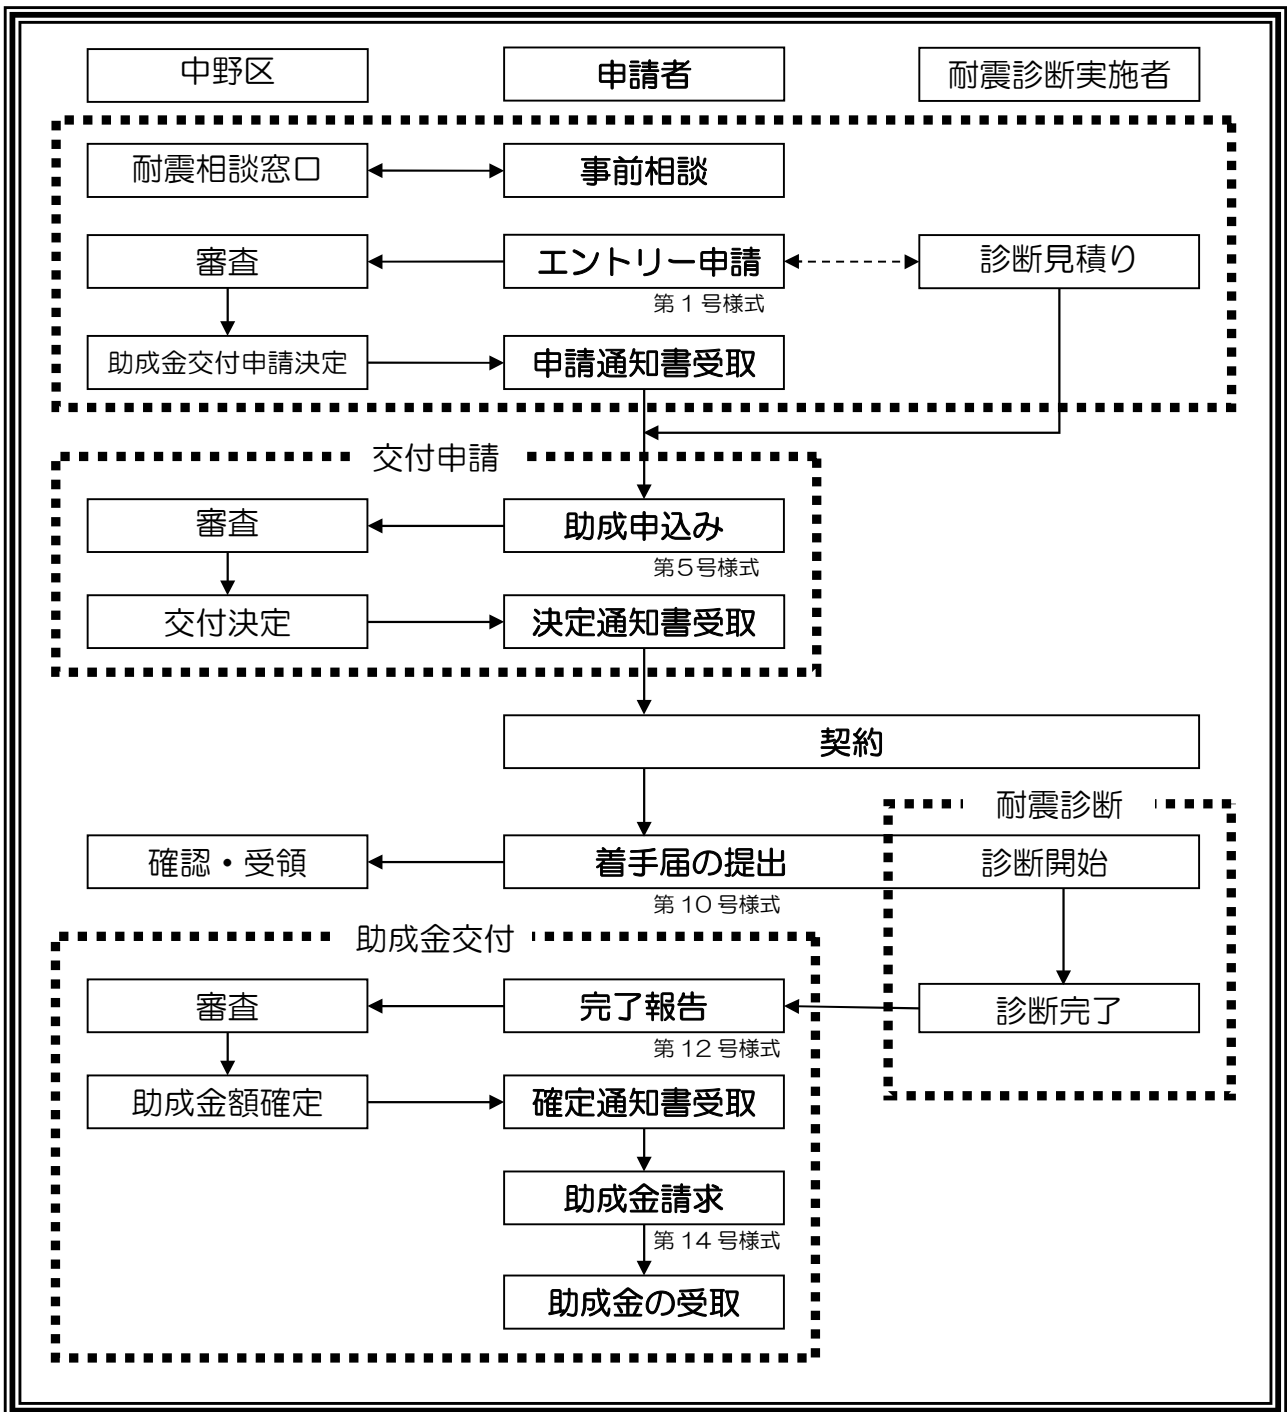 中野区
申請者
耐震診断実施者
耐震相談窓口
事前相談
審査
エントリー申請
診断見積り
第1号様式
助成金交付申請決定
申請通知書受取
交付申請
審査
助成申込み
第5号様式
交付決定
決定通知書受取
契約
耐震診断
確認・受領
着手届の提出
診断開始
第10号様式
助成金交付
審査
完了報告
診断完了
第12号様式
助成金額確定
確定通知書受取
助成金請求
第14号様式
助成金の受取